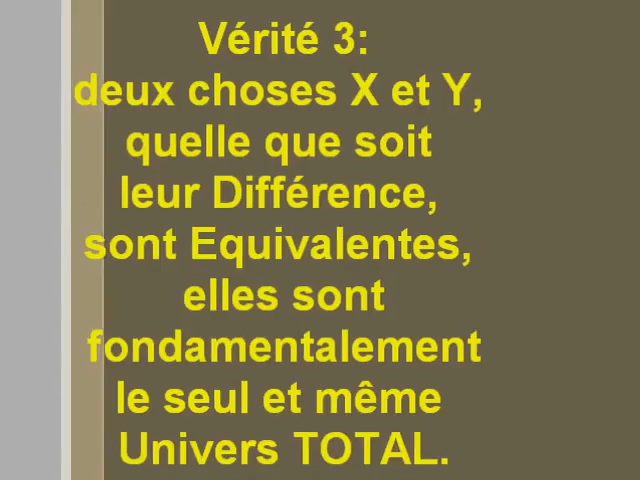 Vérité 3:
deux choses X et Y,
quelle que soit
leur Différence,
sont Equivalentes,
elles sont
fondamentalement
le seul et même
Univers TOTAL.